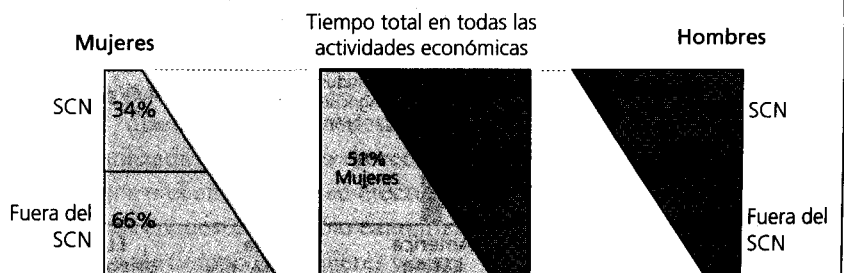 Tiempo total en todas las
actividades económicas
Mujeres
Hombres
SCN
34%
51%
Mujeres
SCN
Fuera del
SCN
66%
Fuera del
SCN